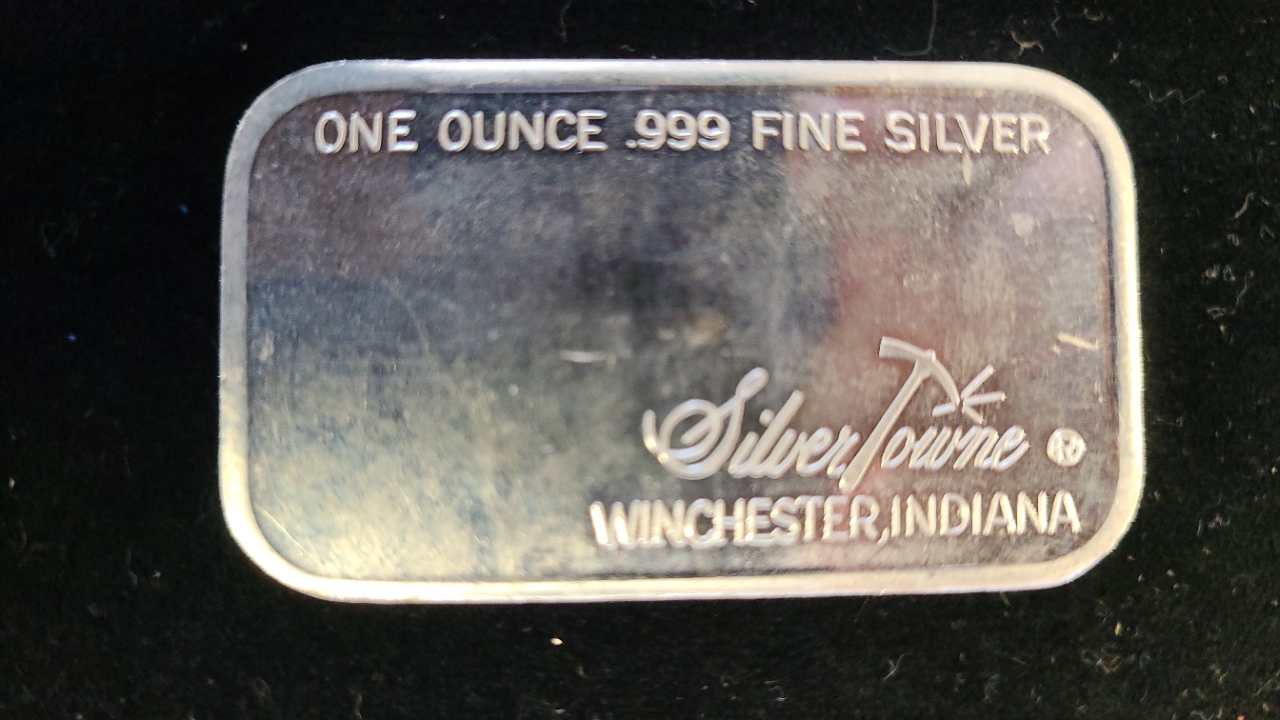 ONE OUNCE .999 FINE SILVER
SilverTowne ®
WINCHESTER, INDIANA